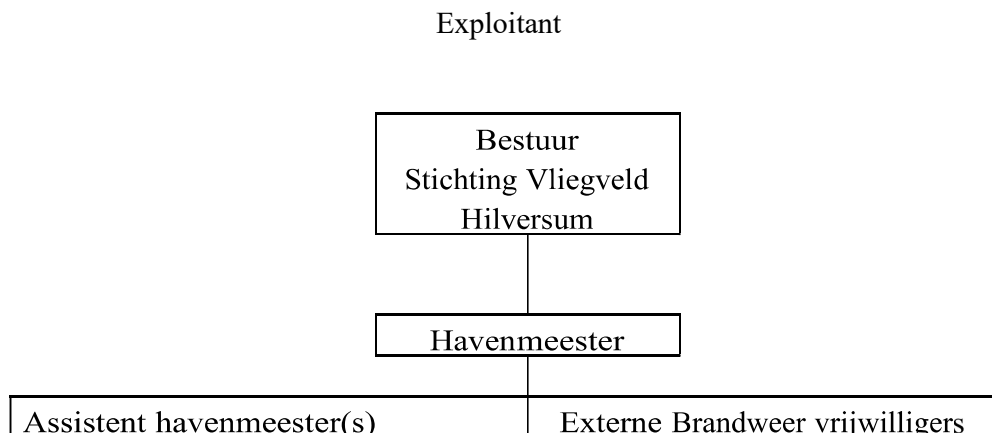 Exploitant
Bestuur
Stichting Vliegveld
Hilversum
Havenmeester
Assistent havenmeester(s)
Externe Brandweer vrijwilligers